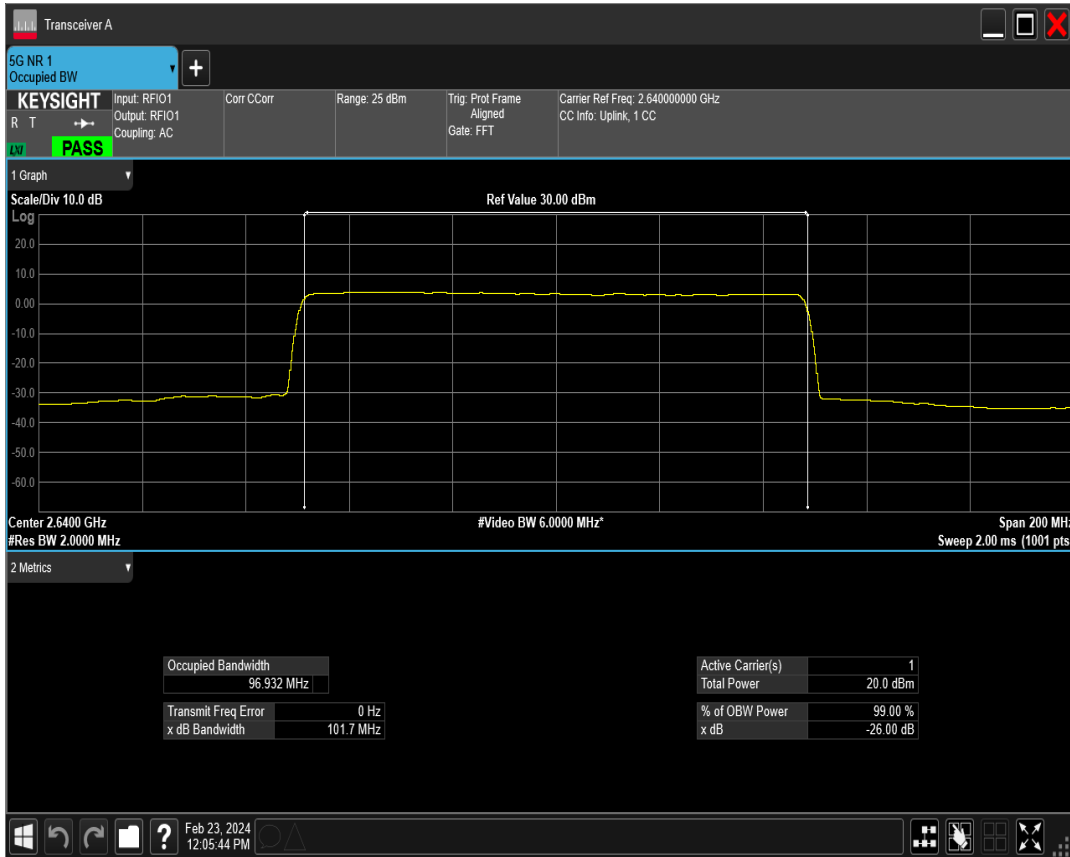 Transceiver A
5G NR 1
Occupied BW
KEYSIGHT
R T
LXI
PASS
Input: RFIO1
Output: RFIO1
Coupling: AC
Corr CCorr
Range: 25 dBm
Trig: Prot Frame
Aligned
Gate: FFT
Carrier Ref Freq: 2.640000000 GHz
CC Info: Uplink, 1 CC
1 Graph
Scale/Div 10.0 dB
Ref Value 30.00 dBm
Log
20.0
10.0
0.00
-10.0
-20.0
-30.0
-40.0
-50.0
-60.0
Center 2.6400 GHz
#Video BW 6.0000 MHz*
Span 200 MHz
#Res BW 2.0000 MHz
Sweep 2.00 ms (1001 pts
2 Metrics
Occupied Bandwidth
96.932 MHz
Transmit Freq Error 0 Hz
x dB Bandwidth 101.7 MHz
Active Carrier(s) 1
Total Power 20.0 dBm
% of OBW Power 99.00 %
x dB -26.00 dB
?
Feb 23, 2024
12:05:44 PM